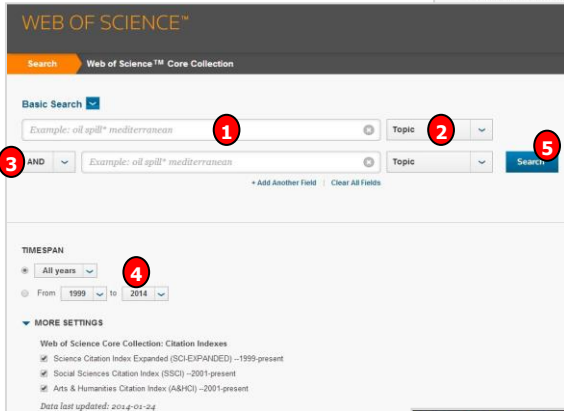 WEB OF SCIENCE™
Search Web of Science™ Core Collection
Basic Search
Example: oil spill* mediterranean 1 Topic 2
3 AND Example: oil spill* mediterranean Topic Search 5
+ Add Another Field | Clear All Fields
TIMESPAN
All years 4
From 1999 to 2014
MORE SETTINGS
Web of Science Core Collection: Citation Indexes
Science Citation Index Expanded (SCI-EXPANDED) --1999-present
Social Sciences Citation Index (SSCI) --2001-present
Arts & Humanities Citation Index (A&HCI) --2001-present
Data last updated: 2014-01-24